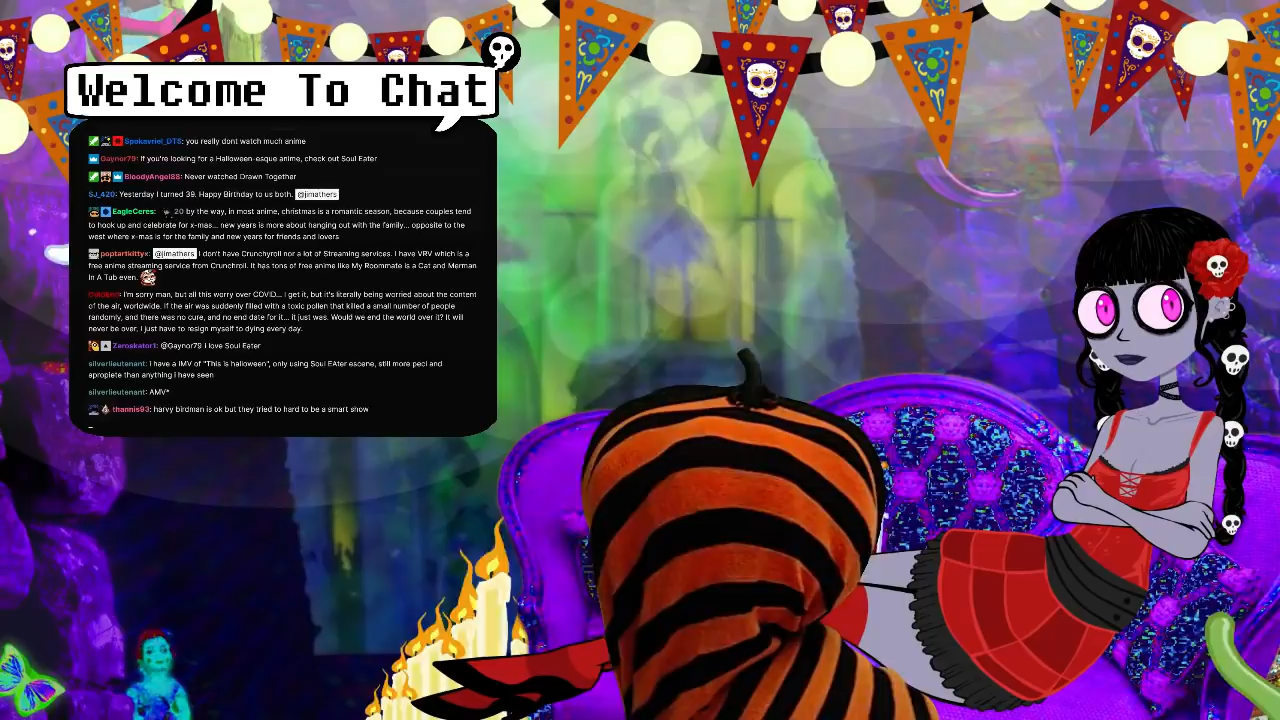 Welcome To Chat
Spokavriel_DTS: you really dont watch much anime
Gaynor79: If you're looking for a Halloween-esque anime, check out Soul Eater
BloodyAngel88: Never watched Drawn Together
SJ_420: Yesterday I turned 39. Happy Birthday to us both. @jimathers
EagleCeres: 20 by the way, in most anime, christmas is a romantic season, because couples tend
to hook up and celebrate for x-mas... new years is more about hanging out with the family... opposite to the
west where x-mas is for the family and new years for friends and lovers
poptartkittyx: @jimathers I don't have Crunchyroll nor a lot of Streaming services. I have VRV which is a
free anime streaming service from Crunchroll. It has tons of free anime like My Roommate is a Cat and Merman
In A Tub even.
I'm sorry man, but all this worry over COVID... I get it, but it's literally being worried about the content
of the air, worldwide. If the air was suddenly filled with a toxic pollen that killed a small number of people
randomly, and there was no cure, and no end date for it... it just was. Would we end the world over it? It will
never be over, I just have to resign myself to dying every day.
Zeroskator1: @Gaynor79 I love Soul Eater
silverlieutenant: I have a IMV of "This is halloween", only using Soul EAter escene, still more peci and
apropiete than anything i have seen
silverlieutenant: AMV*
thannis93: harvy birdman is ok but they tried to hard to be a smart show